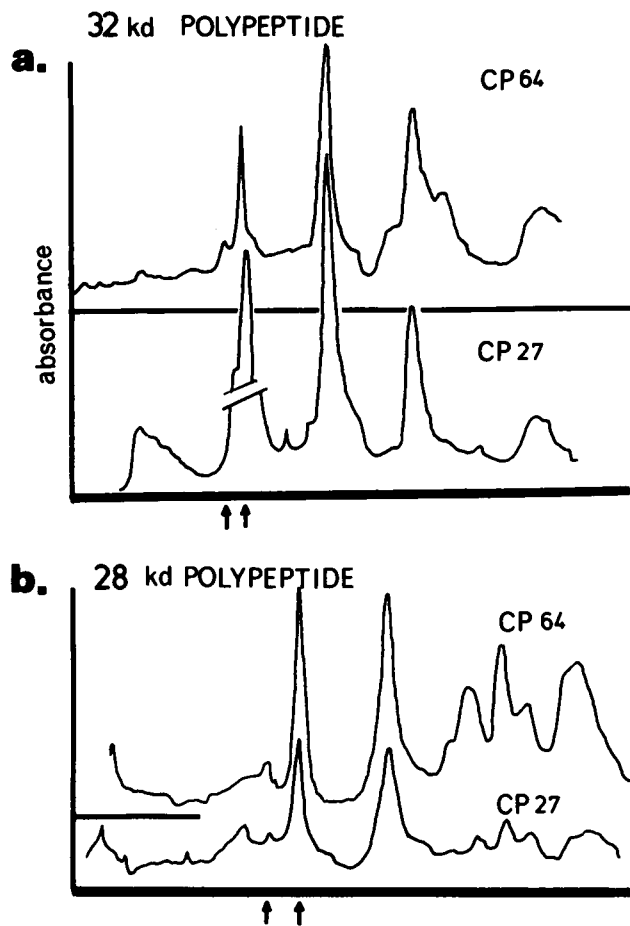 32 kd POLYPEPTIDE
a.
CP 64
absorbance
CP 27
b. 28 kd POLYPEPTIDE
CP 64
CP 27